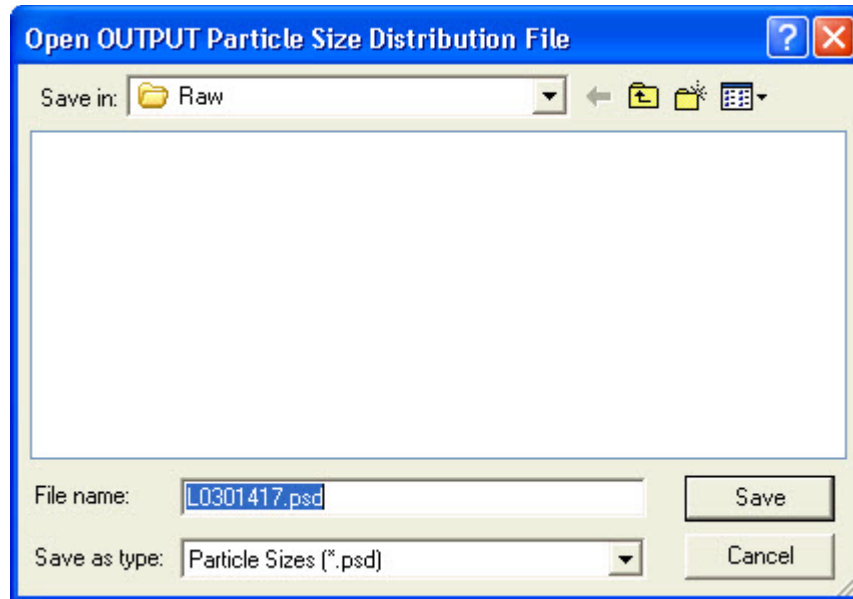 Open OUTPUT Particle Size Distribution File
Save in: Raw
File name: L0301417.psd Save
Save as type: Particle Sizes (*.psd) Cancel